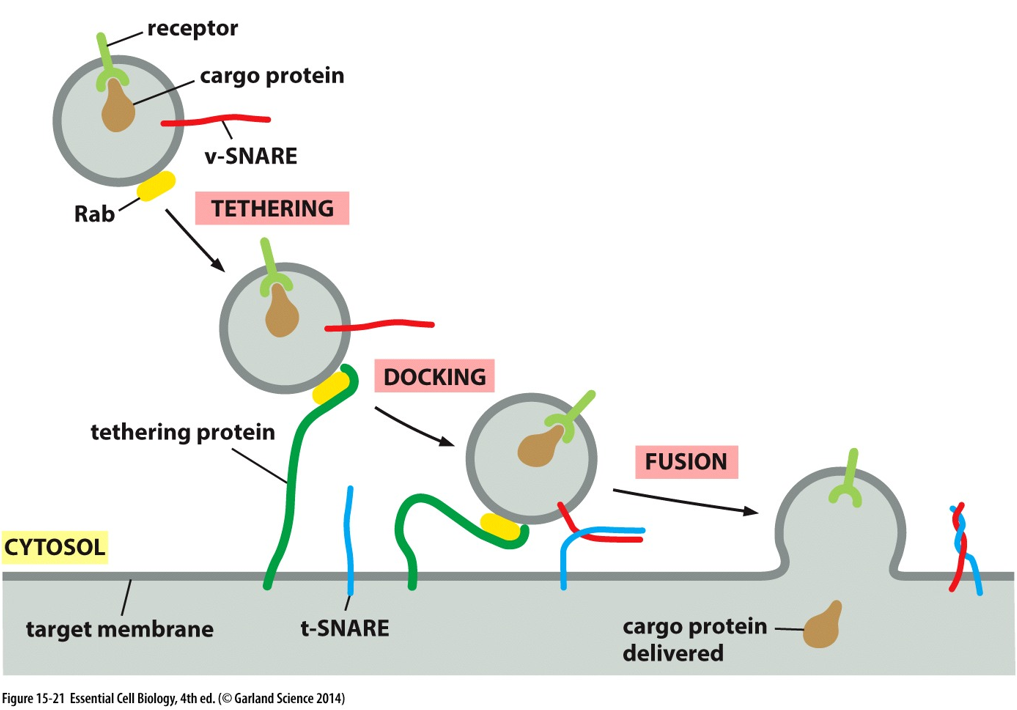 receptor
cargo protein
v-SNARE
Rab
TETHERING
DOCKING
tethering protein
FUSION
CYTOSOL
target membrane
t-SNARE
cargo protein
delivered
Figure 15-21 Essential Cell Biology, 4th ed. (© Garland Science 2014)